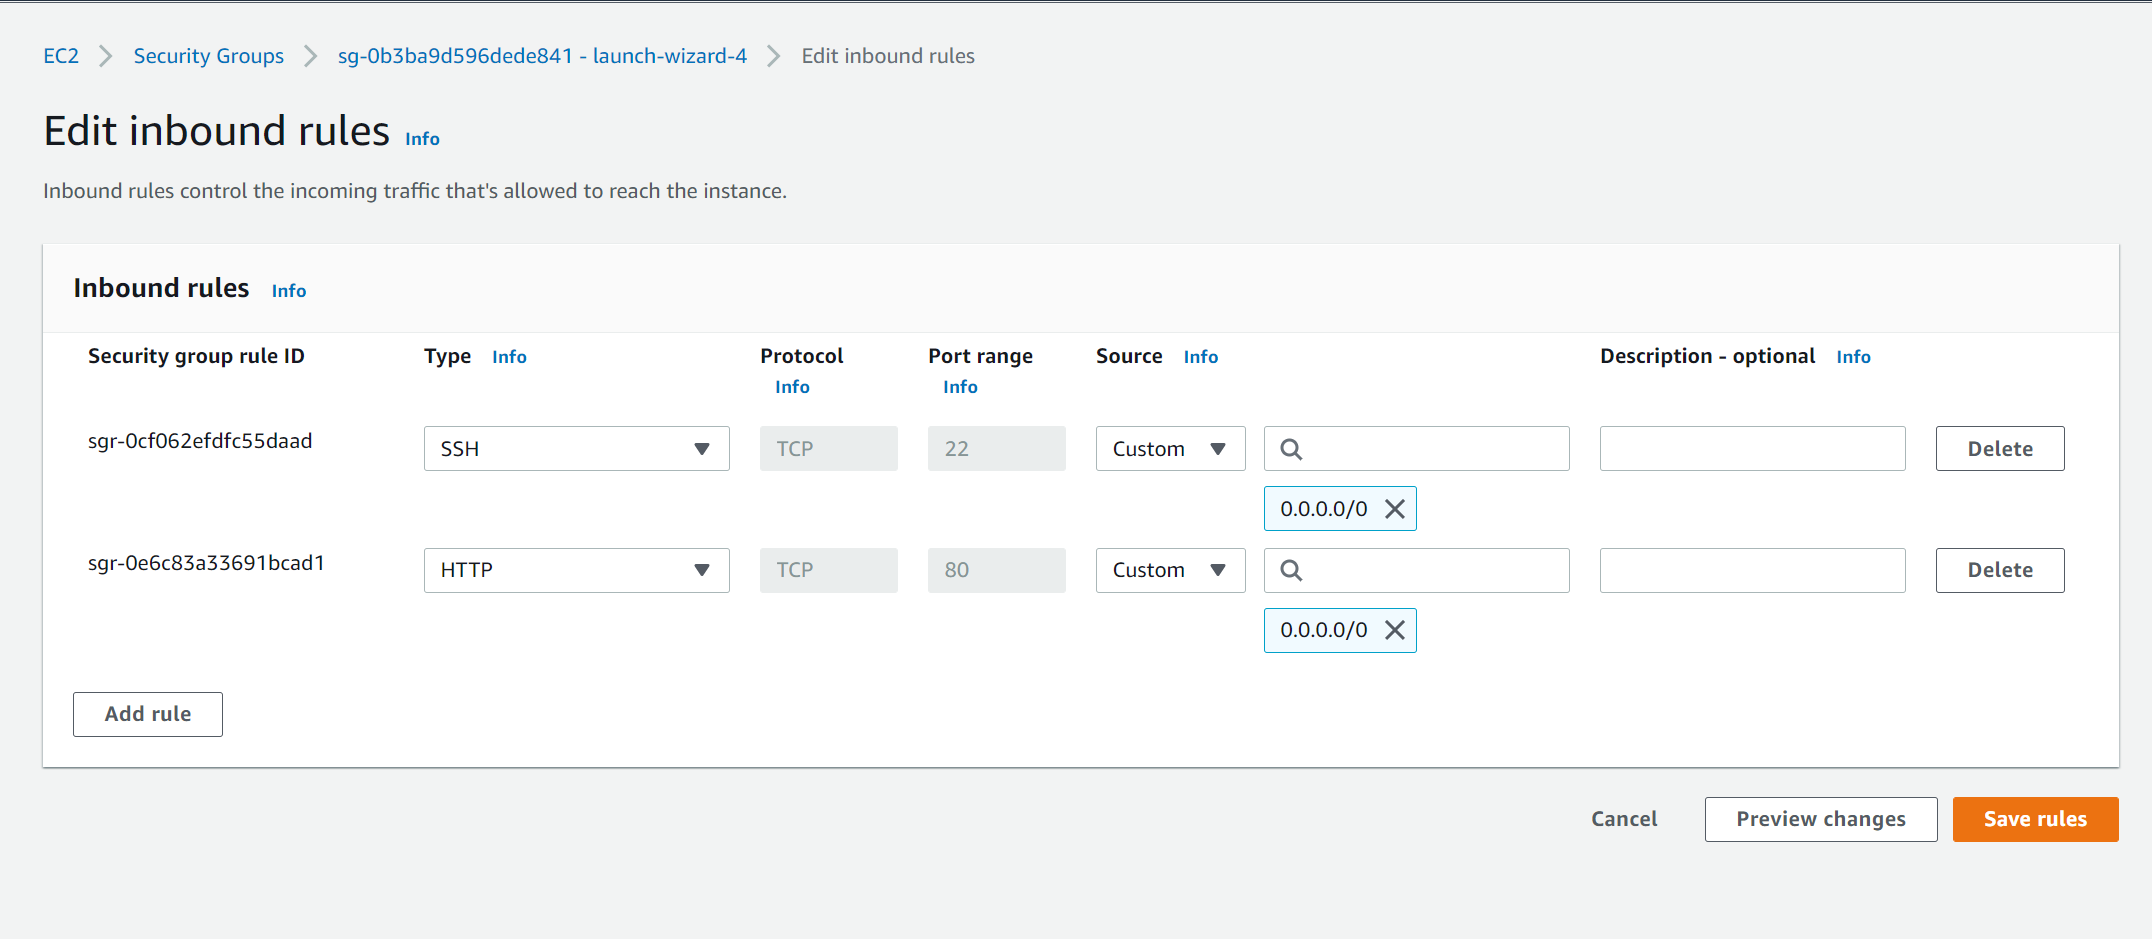 EC2 Security Groups sg-0b3ba9d596dede841 - launch-wizard-4 Edit inbound rules
Edit inbound rules Info
Inbound rules control the incoming traffic that's allowed to reach the instance.
Inbound rules Info
Security group rule ID Type Info Protocol Info Port range Info Source Info Description - optional Info
sgr-0cf062efdfc55daad SSH TCP 22 Custom Delete
0.0.0.0/0
sgr-0e6c83a33691bcad1 HTTP TCP 80 Custom Delete
0.0.0.0/0
Add rule
Cancel Preview changes Save rules